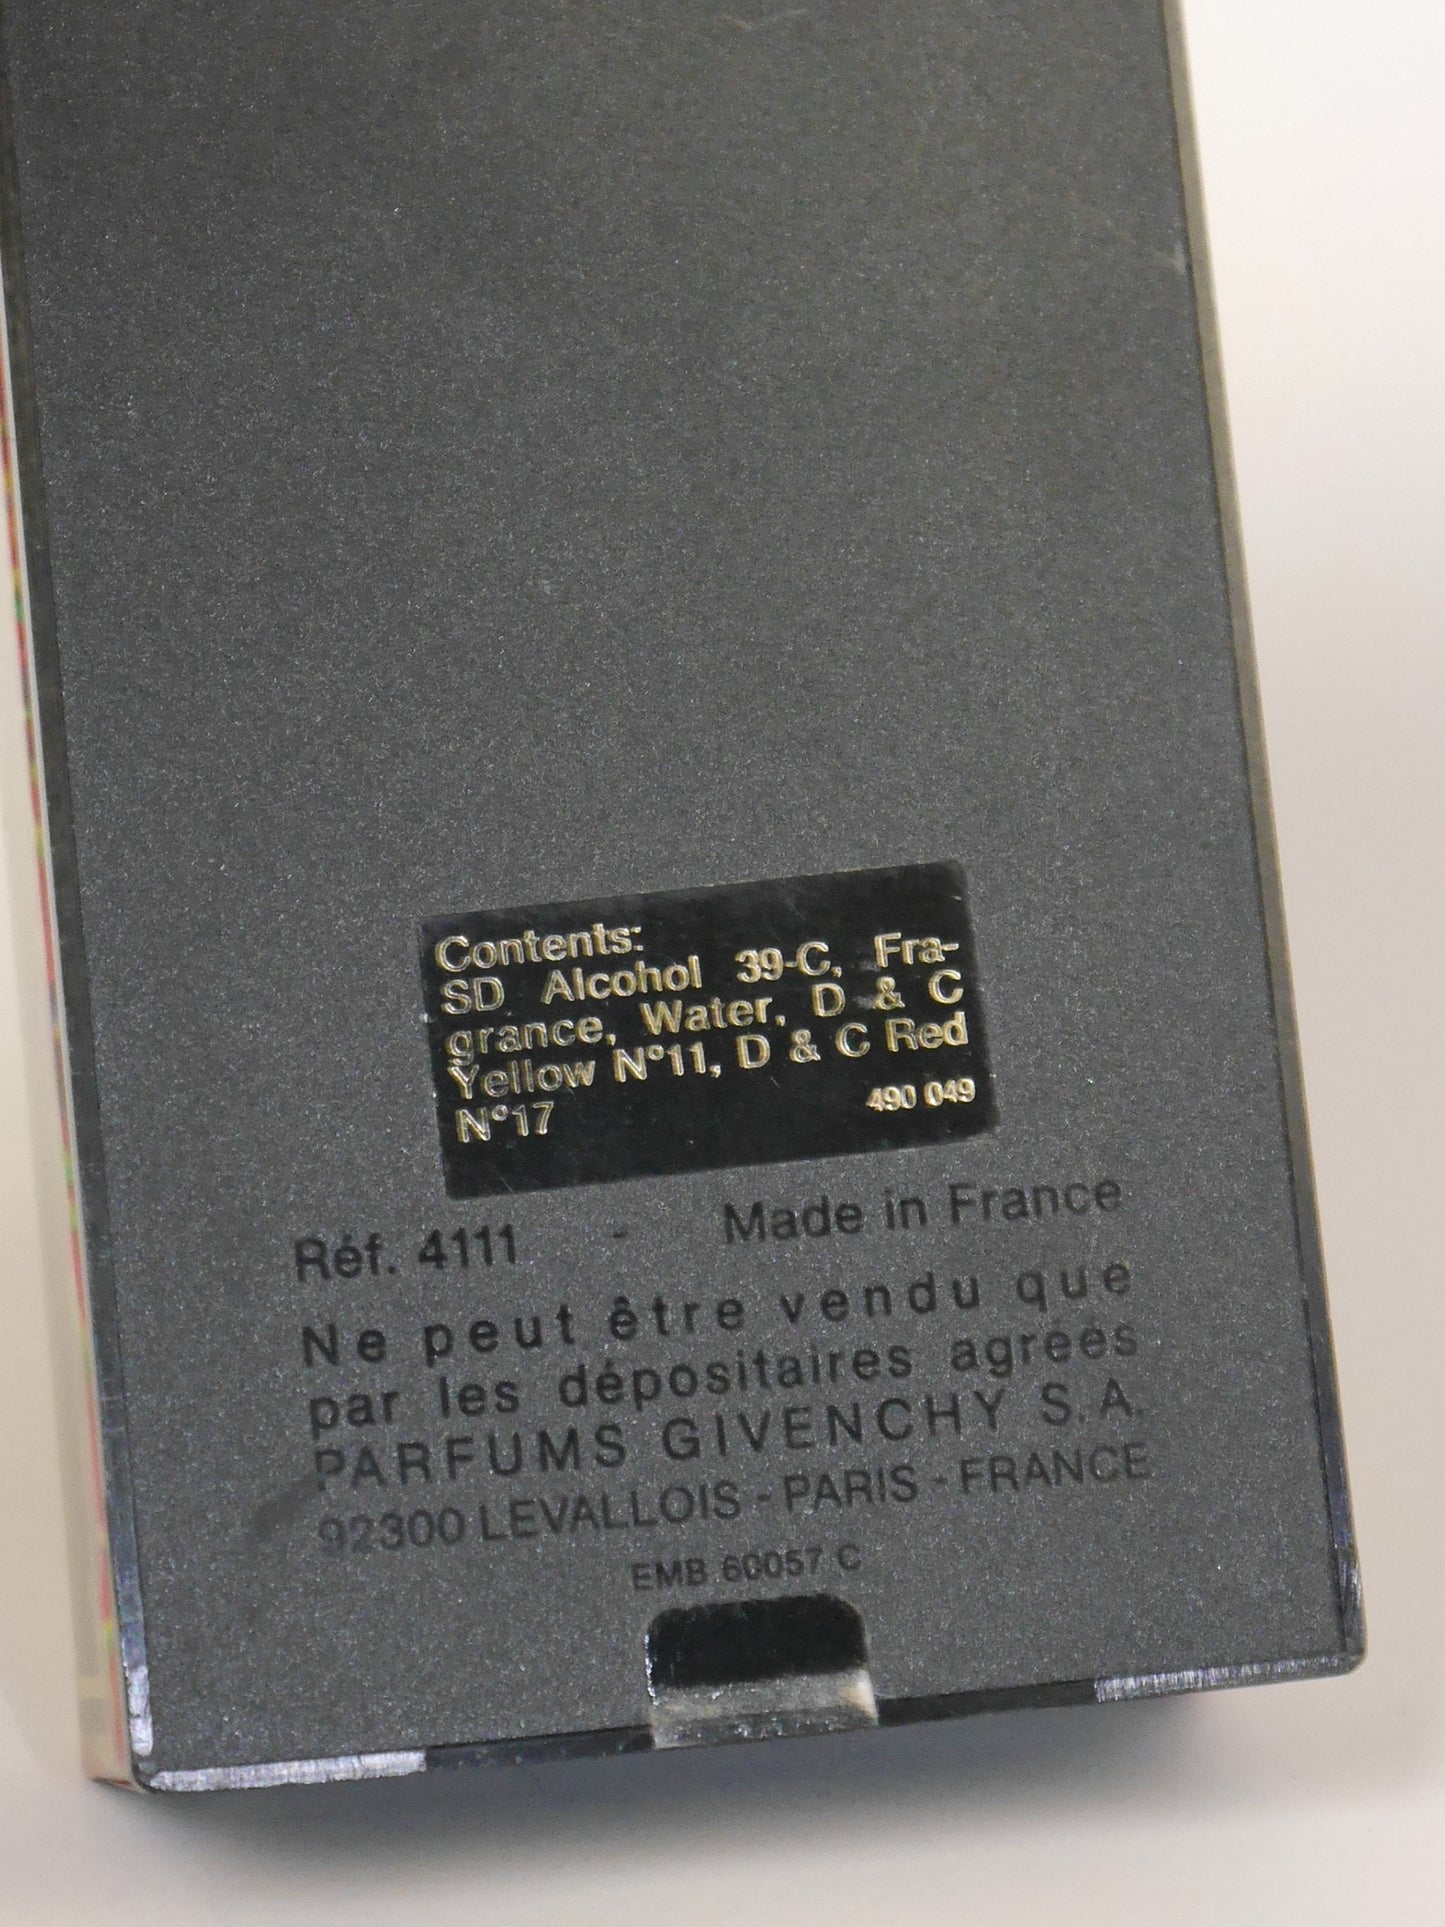 Contents:
SD Alcohol 39-C, Fra-
grance, Water, D & C
Yellow N°11, D & C Red
N°17 490 049
Réf. 4111 - Made in France
Ne peut être vendu que
par les dépositaires agréés
PARFUMS GIVENCHY S.A.
92300 LEVALLOIS - PARIS - FRANCE
EMB 60057 C